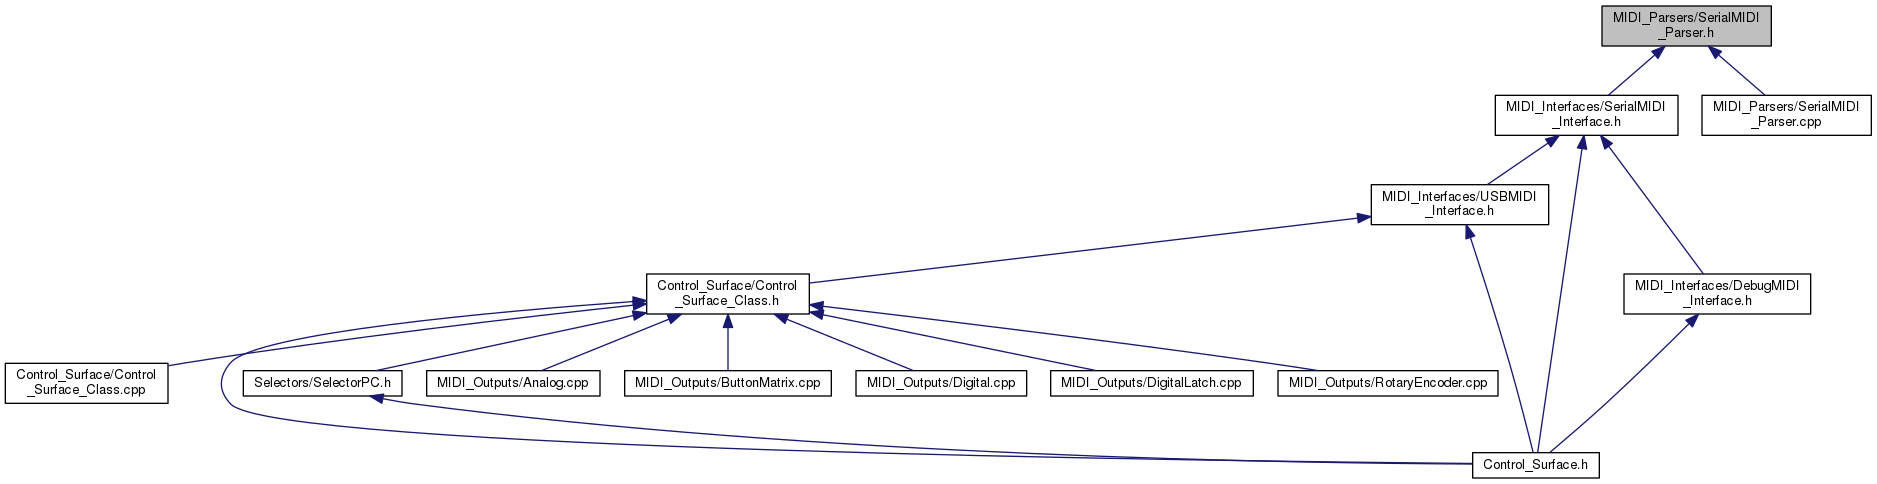 MIDI_Parsers/SerialMIDI
_Parser.h
MIDI_Interfaces/SerialMIDI
_Interface.h
MIDI_Parsers/SerialMIDI
_Parser.cpp
MIDI_Interfaces/USBMIDI
_Interface.h
Control_Surface/Control
_Surface_Class.h
MIDI_Interfaces/DebugMIDI
_Interface.h
Control_Surface/Control
_Surface_Class.cpp
Selectors/SelectorPC.h
MIDI_Outputs/Analog.cpp
MIDI_Outputs/ButtonMatrix.cpp
MIDI_Outputs/Digital.cpp
MIDI_Outputs/DigitalLatch.cpp
MIDI_Outputs/RotaryEncoder.cpp
Control_Surface.h